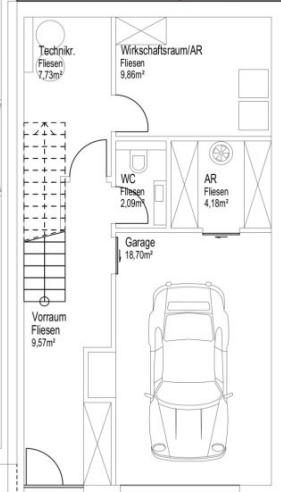 Technikr.
Fliesen
7,73m²
Wirtschaftsraum/AR
Fliesen
9,86m²
WC
Fliesen
2,09m²
AR
Fliesen
4,18m²
Garage
18,70m²
Vorraum
Fliesen
9,57m²